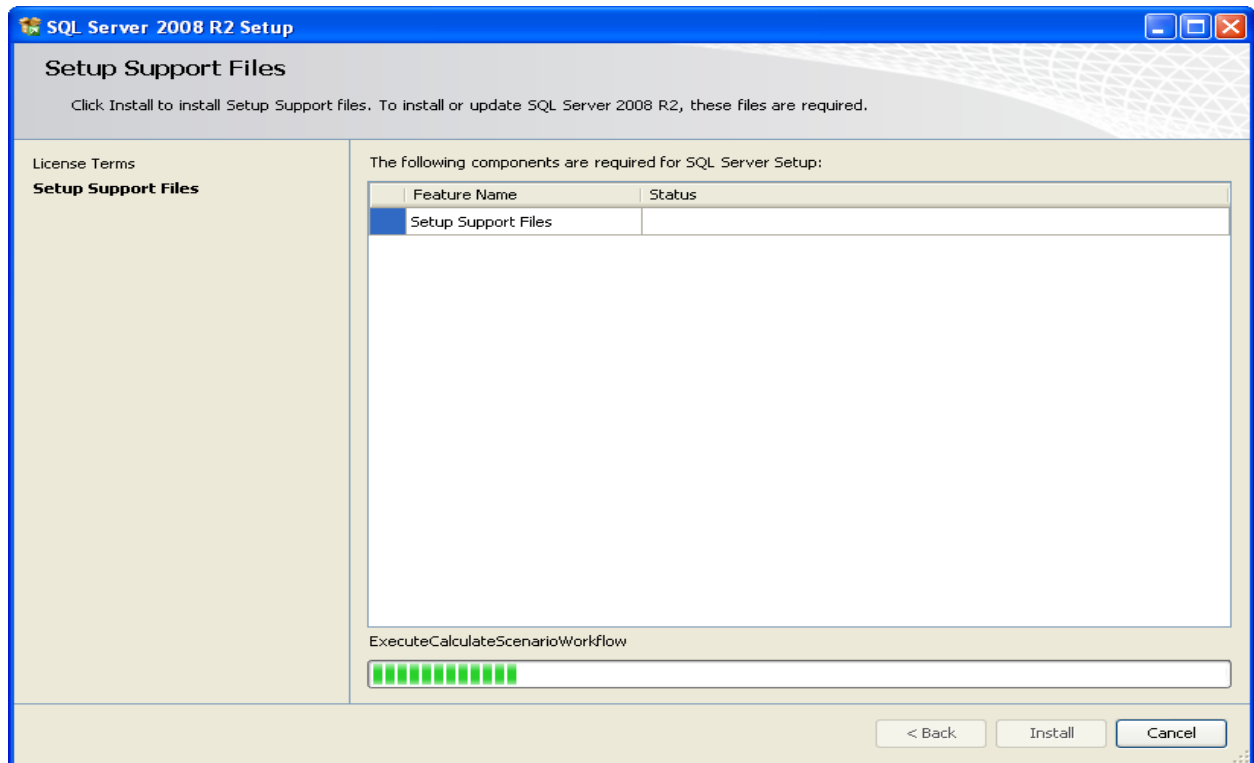 SQL Server 2008 R2 Setup
Setup Support Files
Click Install to install Setup Support files. To install or update SQL Server 2008 R2, these files are required.
License Terms
Setup Support Files
The following components are required for SQL Server Setup:
Feature Name Status
Setup Support Files
ExecuteCalculateScenarioWorkflow
< Back Install Cancel